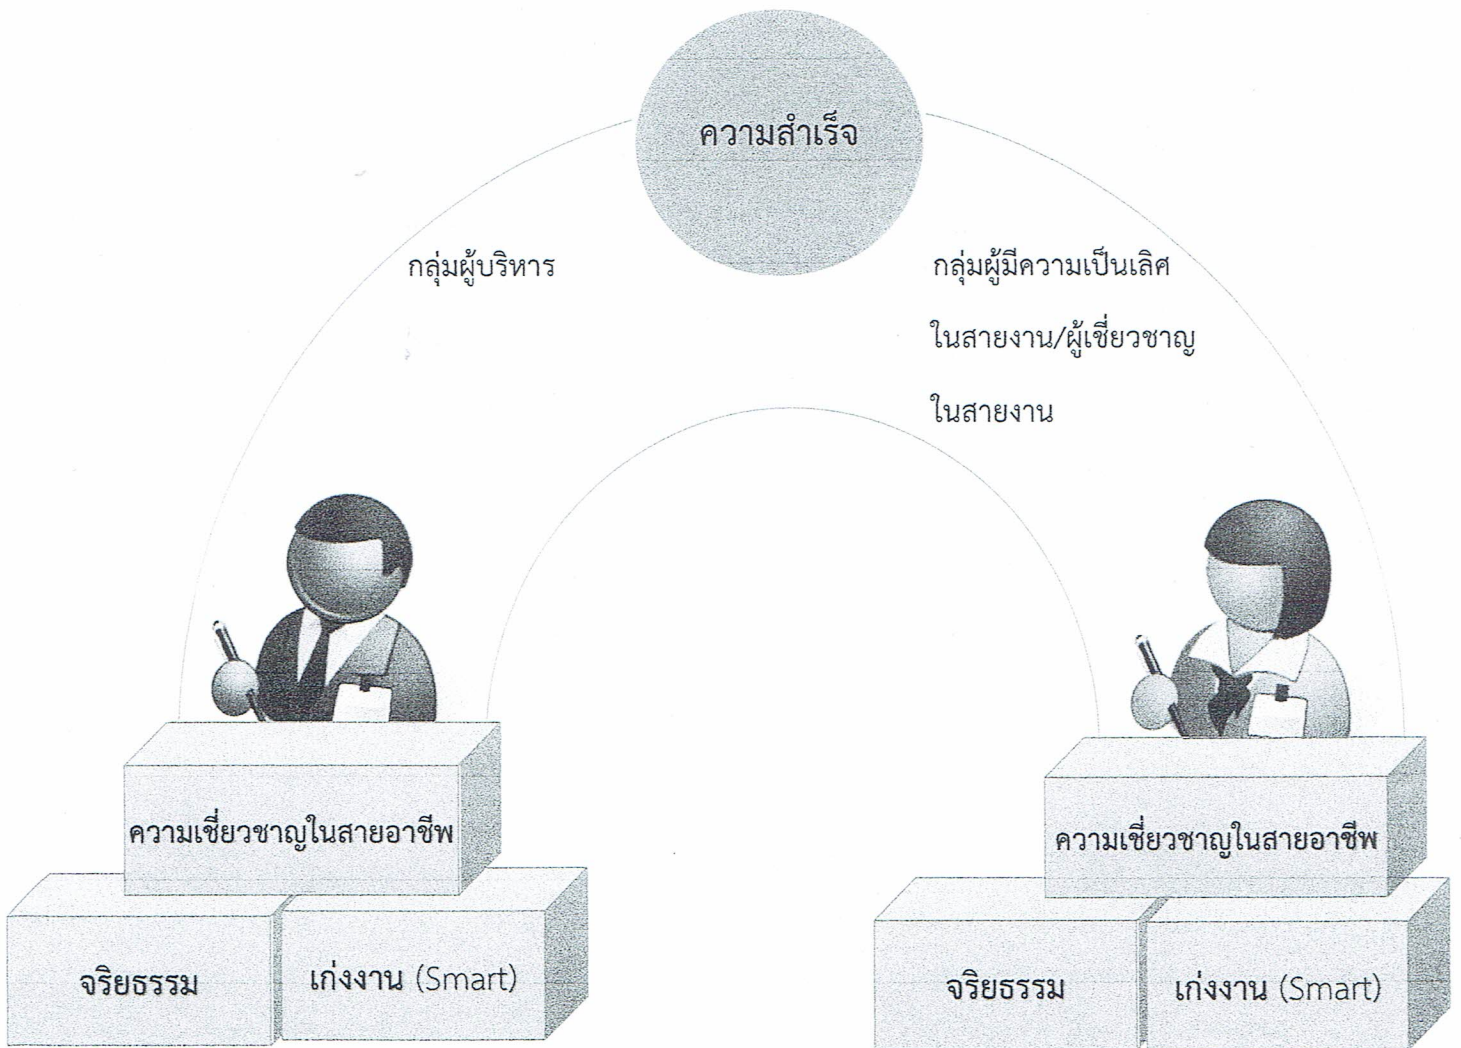 ความสำเร็จ
กลุ่มผู้บริหาร
กลุ่มผู้มีความเป็นเลิศ
ในสายงาน/ผู้เชี่ยวชาญ
ในสายงาน
ความเชี่ยวชาญในสายอาชีพ
จริยธรรม
เก่งงาน (Smart)
ความเชี่ยวชาญในสายอาชีพ
จริยธรรม
เก่งงาน (Smart)